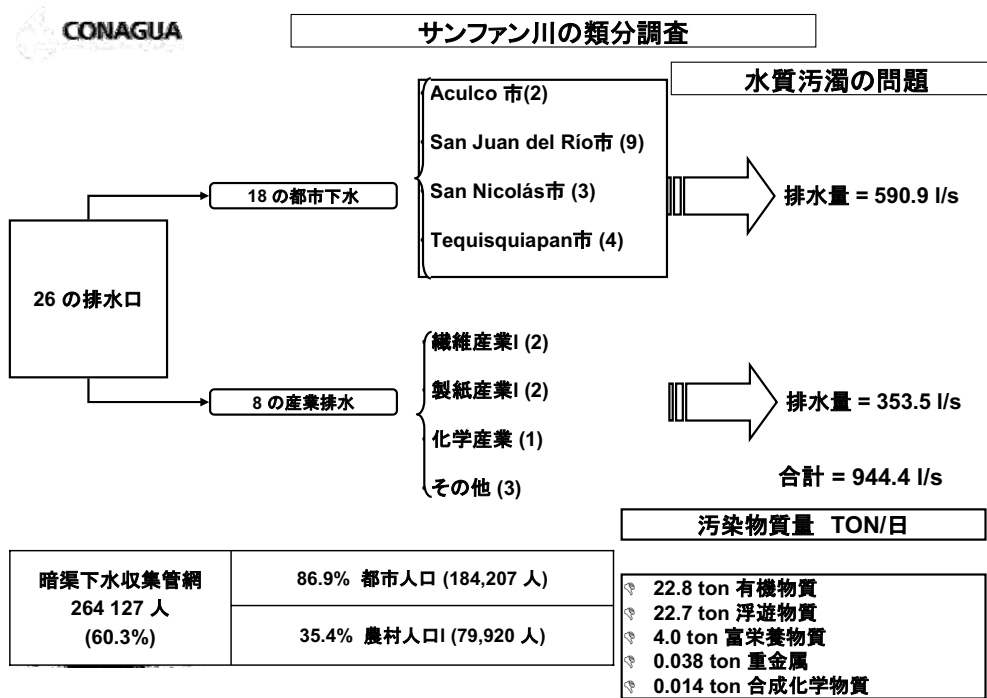 CONAGUA
サンファン川の類分調査
水質汚濁の問題
26 の排水口
18 の都市下水
Aculco 市(2)
San Juan del Río市 (9)
San Nicolás市 (3)
Tequisquiapan市 (4)
排水量 = 590.9 l/s
8 の産業排水
繊維産業l (2)
製紙産業l (2)
化学産業 (1)
その他 (3)
排水量 = 353.5 l/s
合計 = 944.4 l/s
汚染物質量 TON/日
22.8 ton 有機物質
22.7 ton 浮遊物質
4.0 ton 富栄養物質
0.038 ton 重金属
0.014 ton 合成化学物質
暗渠下水収集管網
264 127 人
(60.3%)
86.9% 都市人口 (184,207 人)
35.4% 農村人口l (79,920 人)